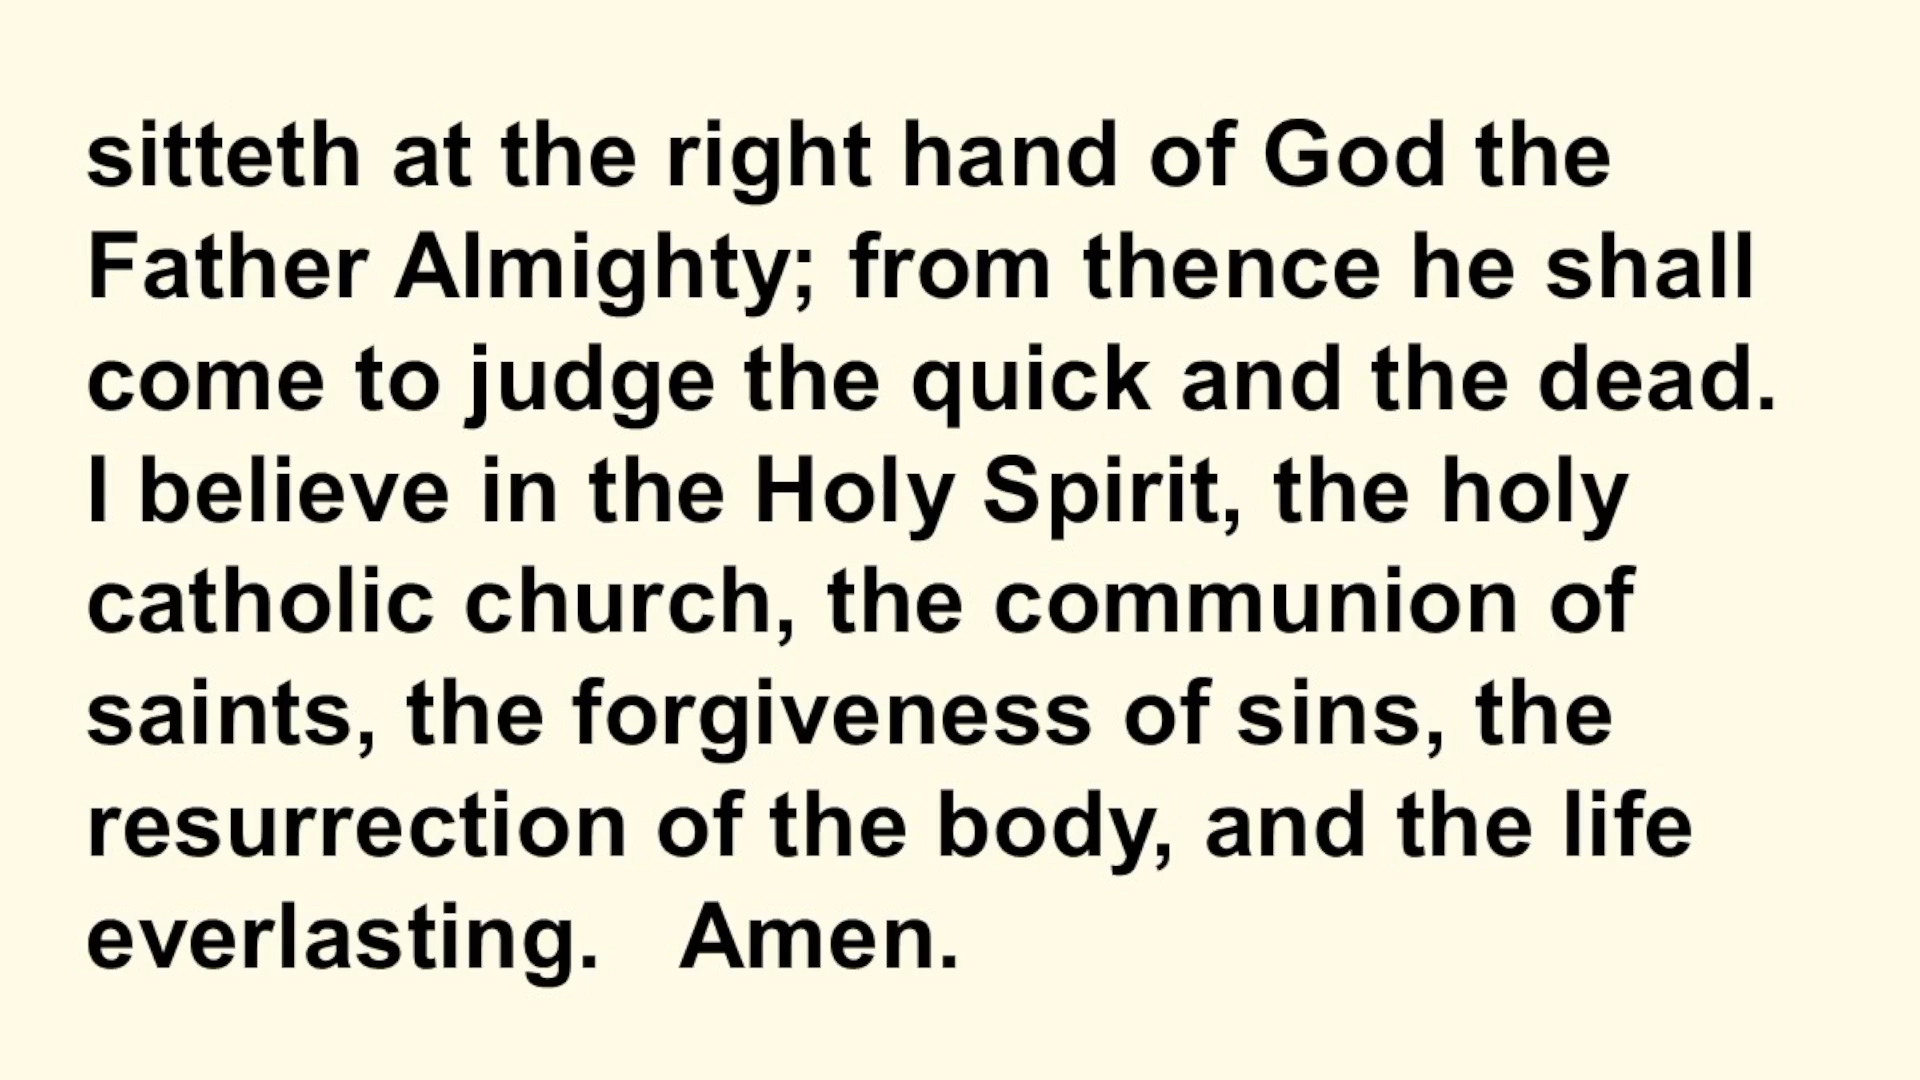 sitteth at the right hand of God the
Father Almighty; from thence he shall
come to judge the quick and the dead.
I believe in the Holy Spirit, the holy
catholic church, the communion of
saints, the forgiveness of sins, the
resurrection of the body, and the life
everlasting.   Amen.